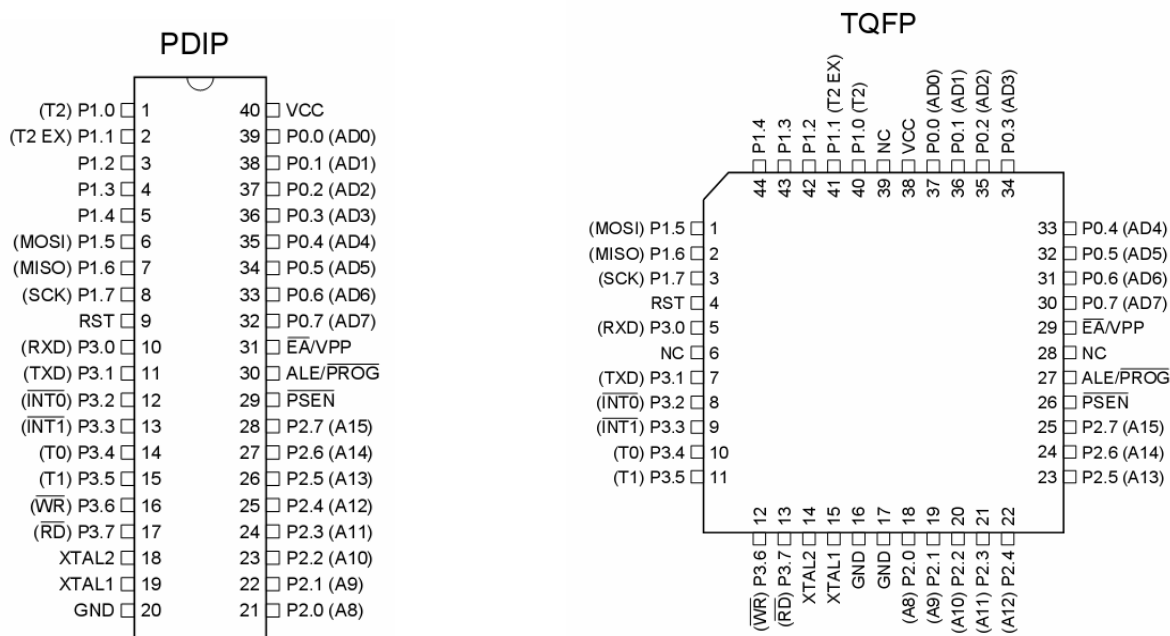 PDIP
(T2) P1.0 1 40 VCC
(T2 EX) P1.1 2 39 P0.0 (AD0)
P1.2 3 38 P0.1 (AD1)
P1.3 4 37 P0.2 (AD2)
P1.4 5 36 P0.3 (AD3)
(MOSI) P1.5 6 35 P0.4 (AD4)
(MISO) P1.6 7 34 P0.5 (AD5)
(SCK) P1.7 8 33 P0.6 (AD6)
RST 9 32 P0.7 (AD7)
(RXD) P3.0 10 31 E̅A̅/VPP
(TXD) P3.1 11 30 ALE/P̅R̅O̅G̅
(I̅N̅T̅0̅) P3.2 12 29 P̅S̅E̅N̅
(I̅N̅T̅1̅) P3.3 13 28 P2.7 (A15)
(T0) P3.4 14 27 P2.6 (A14)
(T1) P3.5 15 26 P2.5 (A13)
(W̅R̅) P3.6 16 25 P2.4 (A12)
(R̅D̅) P3.7 17 24 P2.3 (A11)
XTAL2 18 23 P2.2 (A10)
XTAL1 19 22 P2.1 (A9)
GND 20 21 P2.0 (A8)
TQFP
P1.4
P1.3
P1.2
P1.1 (T2 EX)
P1.0 (T2)
NC
VCC
P0.0 (AD0)
P0.1 (AD1)
P0.2 (AD2)
P0.3 (AD3)
44 43 42 41 40 39 38 37 36 35 34
(MOSI) P1.5 1 33 P0.4 (AD4)
(MISO) P1.6 2 32 P0.5 (AD5)
(SCK) P1.7 3 31 P0.6 (AD6)
RST 4 30 P0.7 (AD7)
(RXD) P3.0 5 29 E̅A̅/VPP
NC 6 28 NC
(TXD) P3.1 7 27 ALE/P̅R̅O̅G̅
(I̅N̅T̅0̅) P3.2 8 26 P̅S̅E̅N̅
(I̅N̅T̅1̅) P3.3 9 25 P2.7 (A15)
(T0) P3.4 10 24 P2.6 (A14)
(T1) P3.5 11 23 P2.5 (A13)
12 13 14 15 16 17 18 19 20 21 22
(W̅R̅) P3.6
(R̅D̅) P3.7
XTAL2
XTAL1
GND
GND
(A8) P2.0
(A9) P2.1
(A10) P2.2
(A11) P2.3
(A12) P2.4